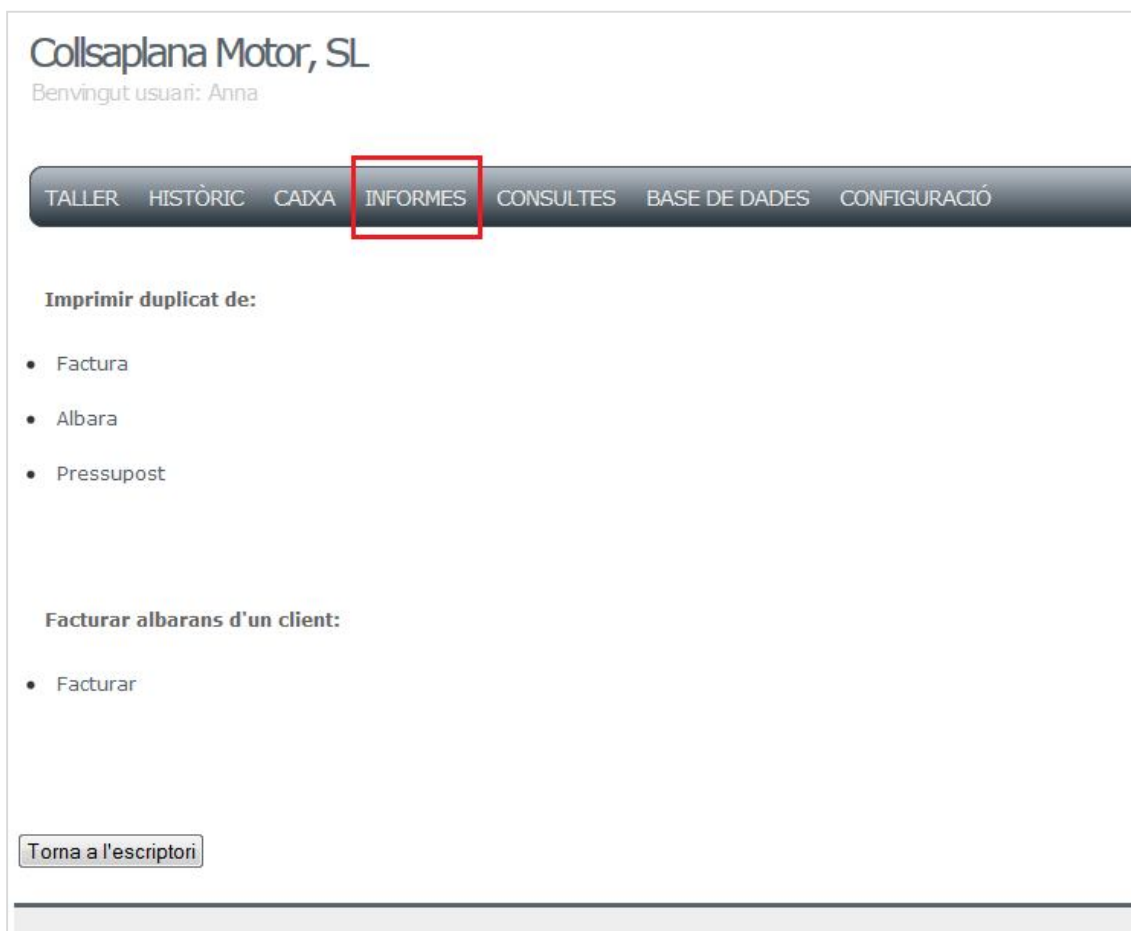 Collsaplana Motor, SL
Benvingut usuari: Anna
TALLER HISTÒRIC CAIXA INFORMES CONSULTES BASE DE DADES CONFIGURACIÓ
Imprimir duplicat de:
Factura
Albara
Pressupost
Facturar albarans d'un client:
Facturar
Torna a l'escriptori